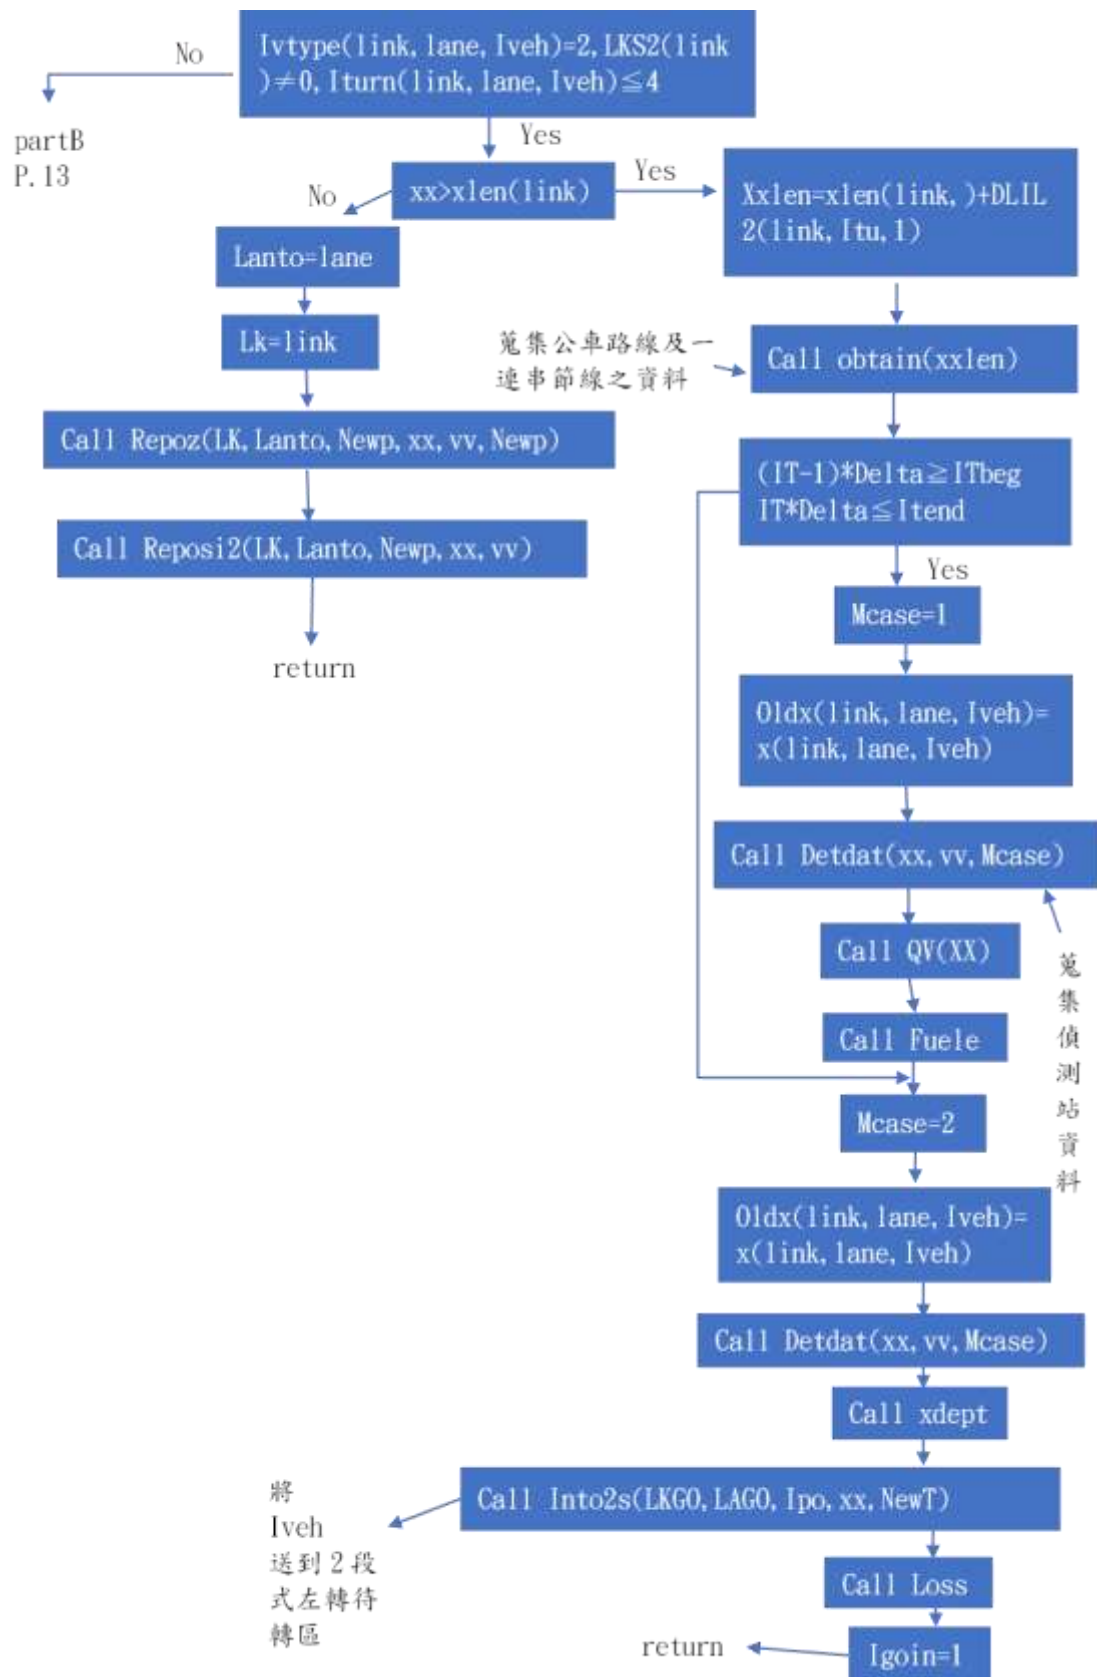 Ivtype(link,lane,Iveh)=2,LKS2(link
)≠0,Iturn(link,lane,Iveh)≦4
No
partB
P.13
Yes
xx>xlen(link)
No
Yes
Lanto=lane
Lk=link
Call Repoz(LK,Lanto,Newp,xx,vv,Newp)
Call Reposi2(LK,Lanto,Newp,xx,vv)
return
Xxlen=xlen(link,)+DLIL
2(link,Itu,1)
蒐集公車路線及一
連串節線之資料
Call obtain(xxlen)
(IT-1)*Delta≧ITbeg
IT*Delta≦Itend
Yes
Mcase=1
Oldx(link,lane,Iveh)=
x(link,lane,Iveh)
Call Detdat(xx,vv,Mcase)
蒐
集
偵
測
站
資
料
Call QV(XX)
Call Fuele
Mcase=2
Oldx(link,lane,Iveh)=
x(link,lane,Iveh)
Call Detdat(xx,vv,Mcase)
Call xdept
Call Into2s(LKGO,LAGO,Ipo,xx,NewT)
將
Iveh
送到2段
式左轉待
轉區
Call Loss
Igoin=1
return